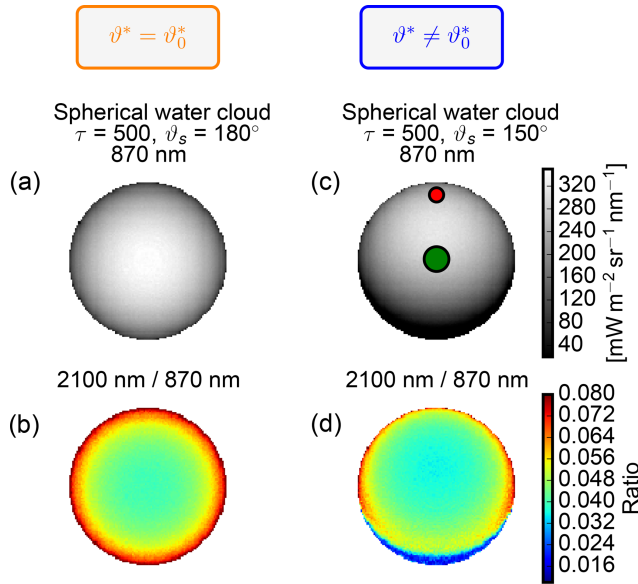 ϑ* = ϑ₀*
ϑ* ≠ ϑ₀*
Spherical water cloud
τ = 500, ϑₛ = 180°
870 nm
Spherical water cloud
τ = 500, ϑₛ = 150°
870 nm
(a)
(c)
320
280
240
200
160
120
80
40
[mW m⁻² sr⁻¹ nm⁻¹]
2100 nm / 870 nm
2100 nm / 870 nm
(b)
(d)
0.080
0.072
0.064
0.056
0.048
0.040
0.032
0.024
0.016
Ratio